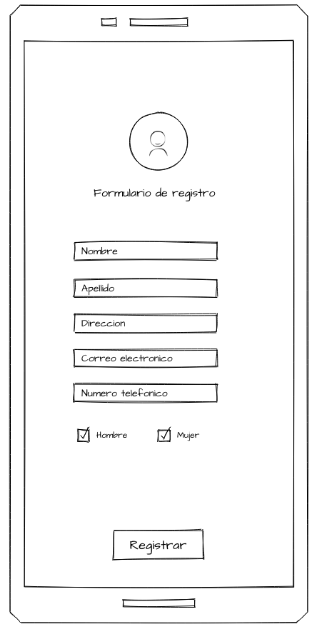 Formulario de registro
Nombre
Apellido
Direccion
Correo electronico
Numero telefonico
Hombre Mujer
Registrar